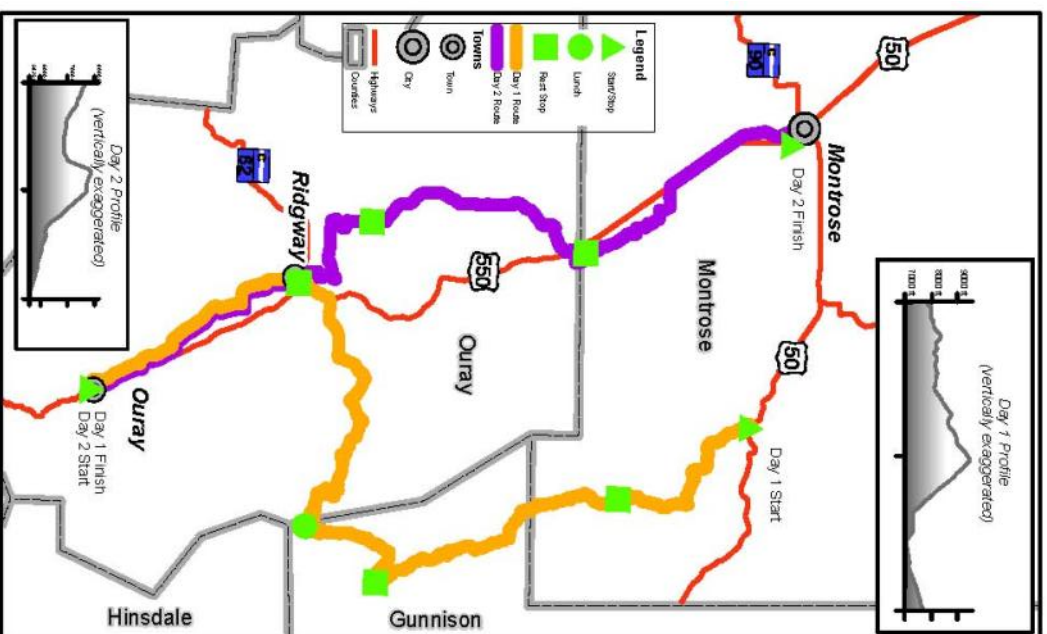 Day 1 Profile
(vertically exaggerated)
9000 ft
8000 ft
7000 ft
Legend
Start/Stop
Lunch
Rest Stop
Day 1 Route
Day 2 Route
Towns
Town
City
Highways
Counties
50
90
Montrose
Day 2 Finish
50
Day 1 Start
Montrose
550
Ouray
62
Ridgway
Ouray
Day 1 Finish
Day 2 Start
Gunnison
Hinsdale
Day 2 Profile
(vertically exaggerated)